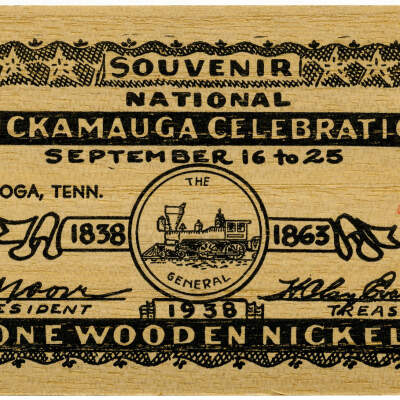 SOUVENIR
NATIONAL
CKAMAUGA CELEBRATIO
SEPTEMBER 16 to 25
OGA, TENN.
THE
1838
1863
GENERAL
ESIDENT
1938
TREAS
ONE WOODEN NICKEL